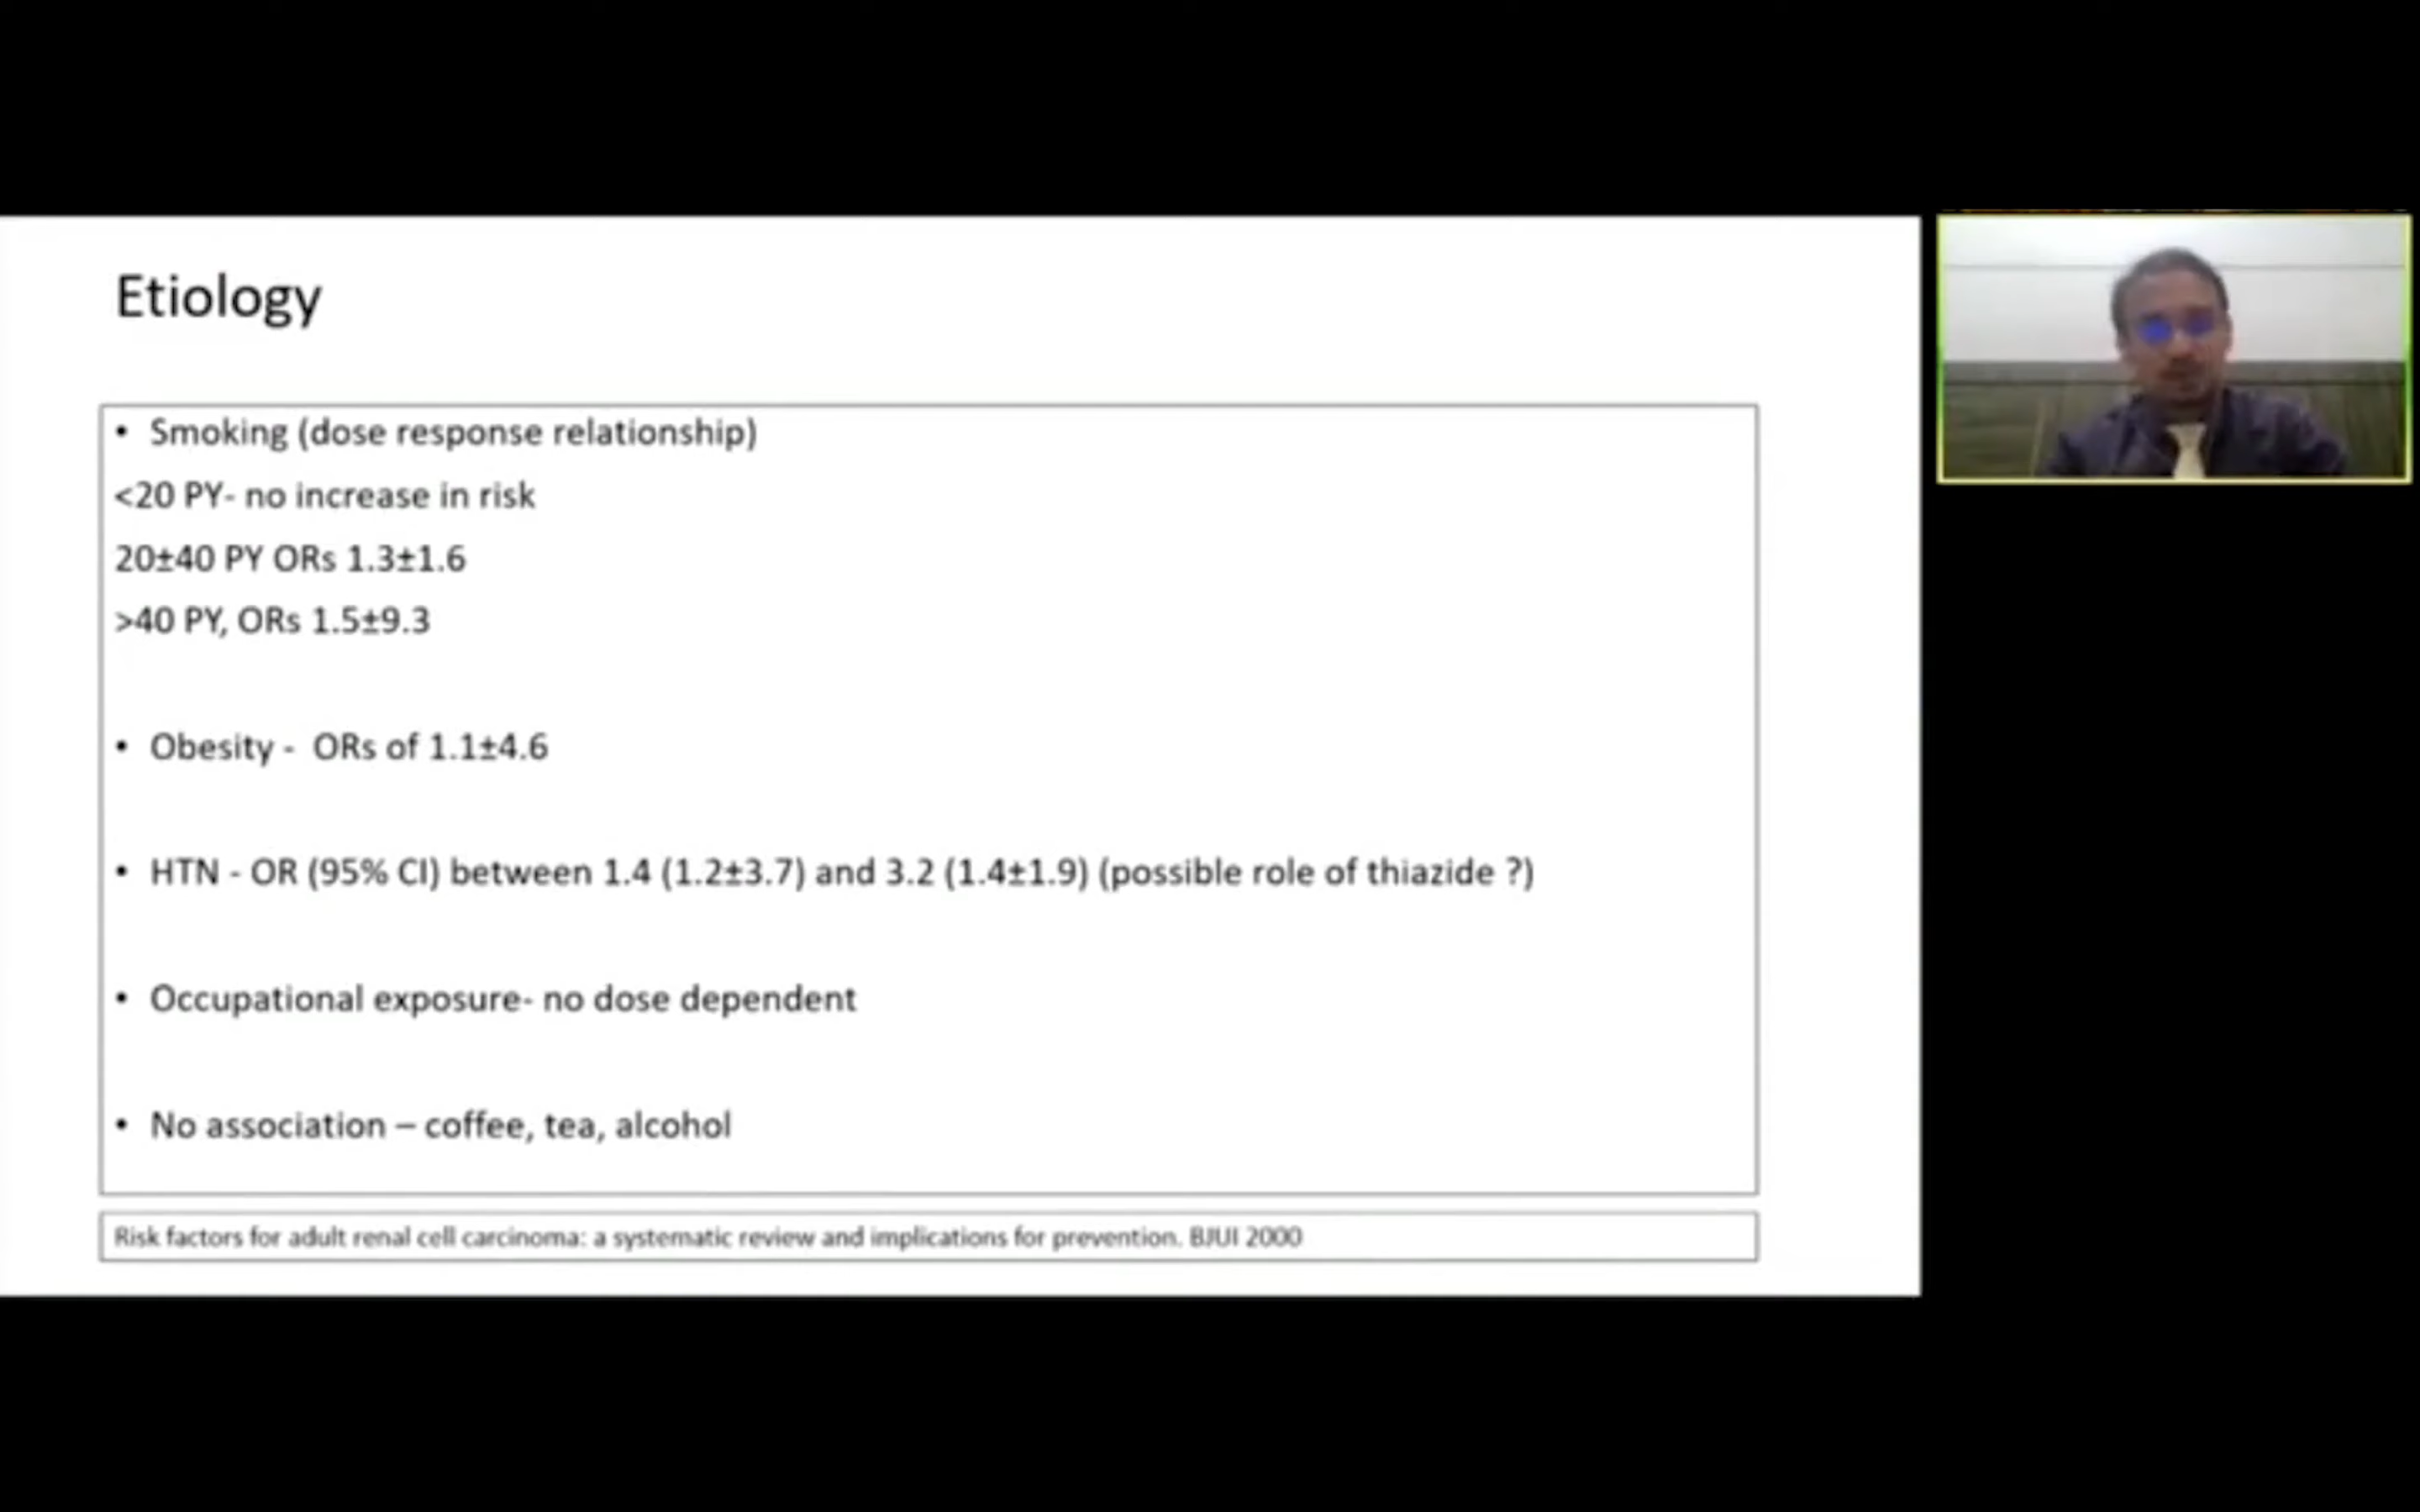 Etiology
• Smoking (dose response relationship)
<20 PY- no increase in risk
20±40 PY ORs 1.3±1.6
>40 PY, ORs 1.5±9.3
• Obesity - ORs of 1.1±4.6
• HTN - OR (95% CI) between 1.4 (1.2±3.7) and 3.2 (1.4±1.9) (possible role of thiazide ?)
• Occupational exposure- no dose dependent
• No association – coffee, tea, alcohol
Risk factors for adult renal cell carcinoma: a systematic review and implications for prevention. BJUI 2000